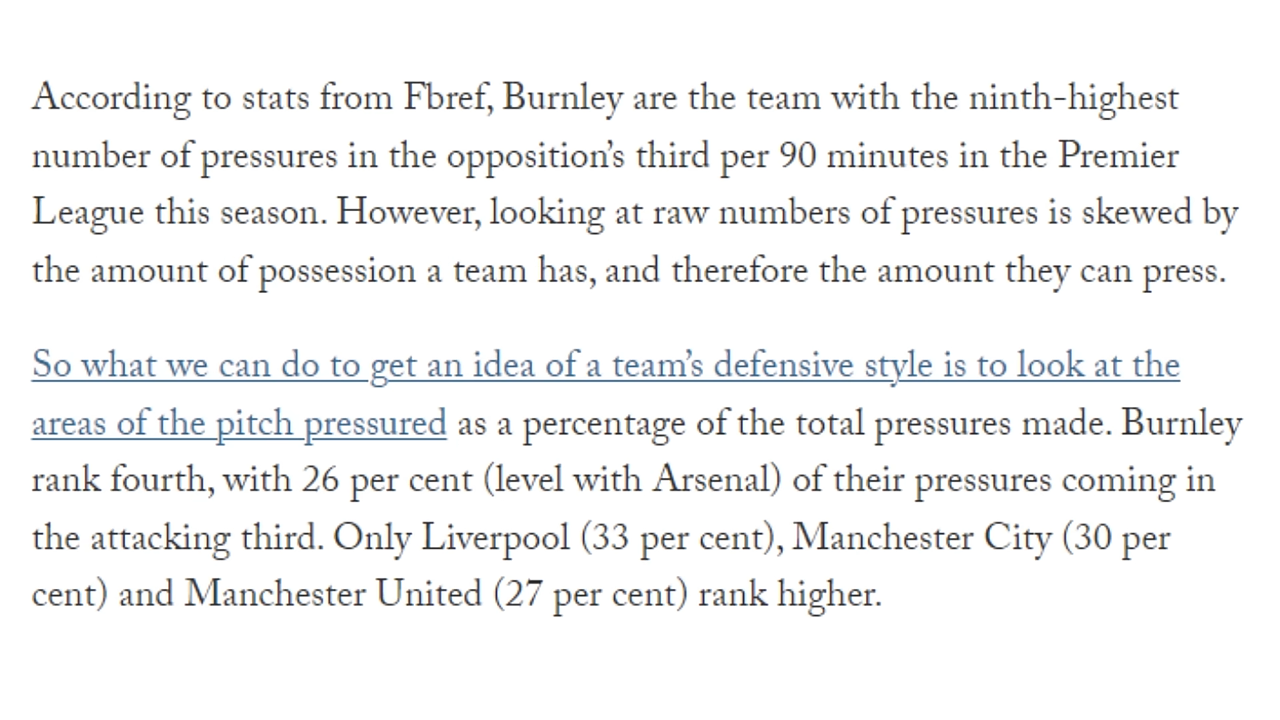 According to stats from Fbref, Burnley are the team with the ninth-highest
number of pressures in the opposition’s third per 90 minutes in the Premier
League this season. However, looking at raw numbers of pressures is skewed by
the amount of possession a team has, and therefore the amount they can press.
So what we can do to get an idea of a team’s defensive style is to look at the
areas of the pitch pressured as a percentage of the total pressures made. Burnley
rank fourth, with 26 per cent (level with Arsenal) of their pressures coming in
the attacking third. Only Liverpool (33 per cent), Manchester City (30 per
cent) and Manchester United (27 per cent) rank higher.